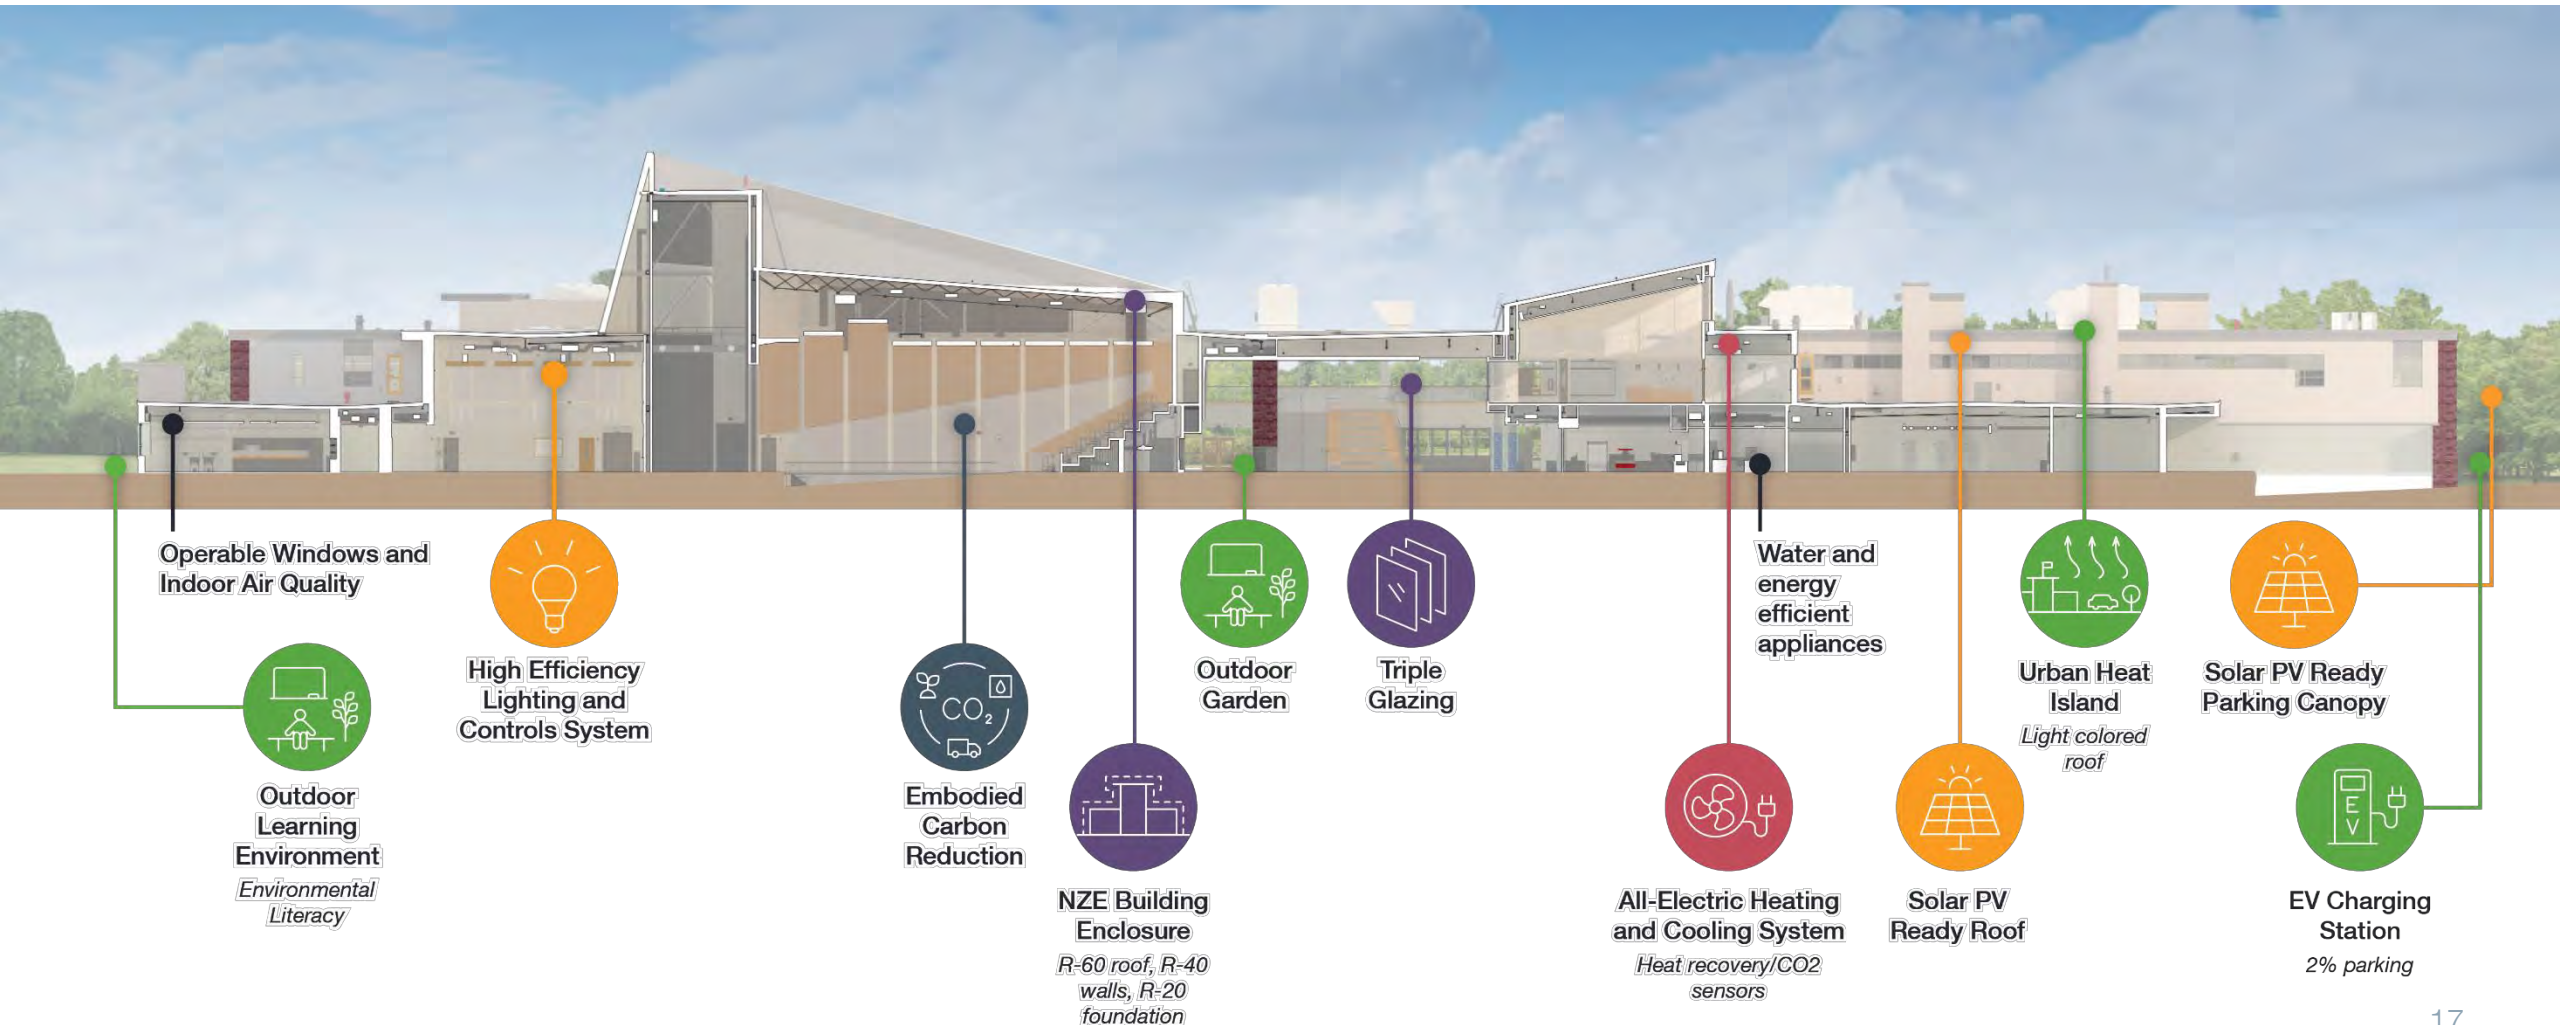 Operable Windows and
Indoor Air Quality
Outdoor
Learning
Environment
Environmental
Literacy
High Efficiency
Lighting and
Controls System
CO2
Embodied
Carbon
Reduction
NZE Building
Enclosure
R-60 roof, R-40
walls, R-20
foundation
Outdoor
Garden
Triple
Glazing
Water and
energy
efficient
appliances
All-Electric Heating
and Cooling System
Heat recovery/CO2
sensors
Solar PV
Ready Roof
Urban Heat
Island
Light colored
roof
Solar PV Ready
Parking Canopy
E
V
EV Charging
Station
2% parking
17